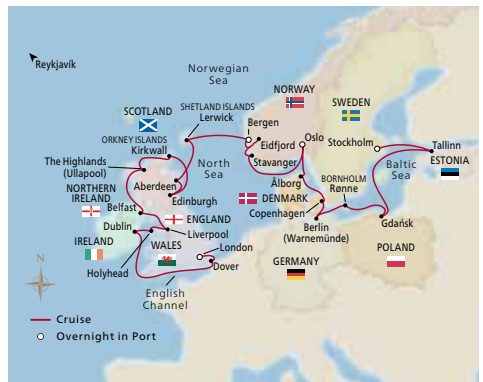 Reykjavík
Norwegian
Sea
NORWAY
SWEDEN
SCOTLAND
SHETLAND ISLANDS
Lerwick
Bergen
ORKNEY ISLANDS
Kirkwall
Eidfjord
Oslo
Stockholm
Tallinn
ESTONIA
Stavanger
The Highlands
(Ullapool)
North
Sea
Baltic
Sea
Aberdeen
Edinburgh
Ålborg
DENMARK
BORNHOLM
Rønne
NORTHERN
IRELAND
Belfast
ENGLAND
Copenhagen
Gdańsk
Dublin
Liverpool
Berlin
(Warnemünde)
IRELAND
WALES
London
POLAND
Holyhead
Dover
GERMANY
English
Channel
N
Cruise
Overnight in Port